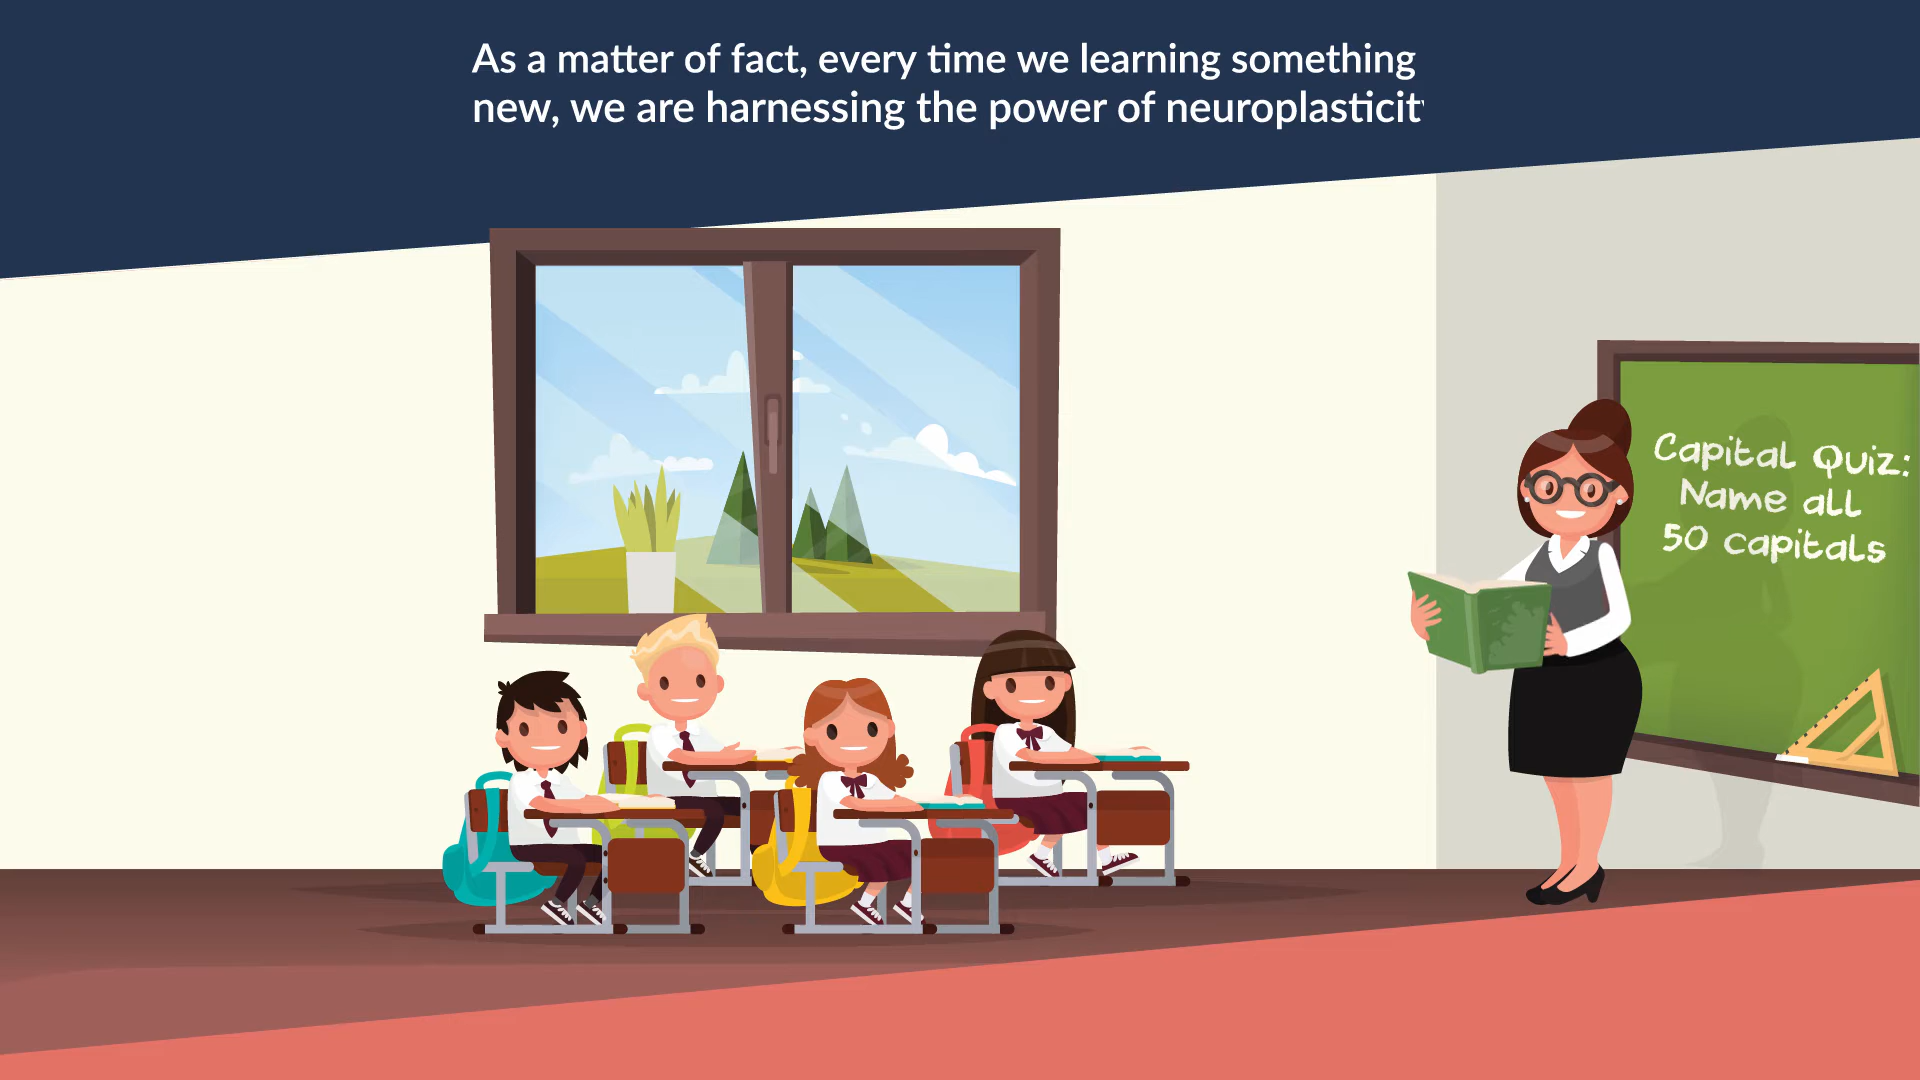 As a matter of fact, every time we learning something
new, we are harnessing the power of neuroplasticity
Capital Quiz:
Name all
50 capitals